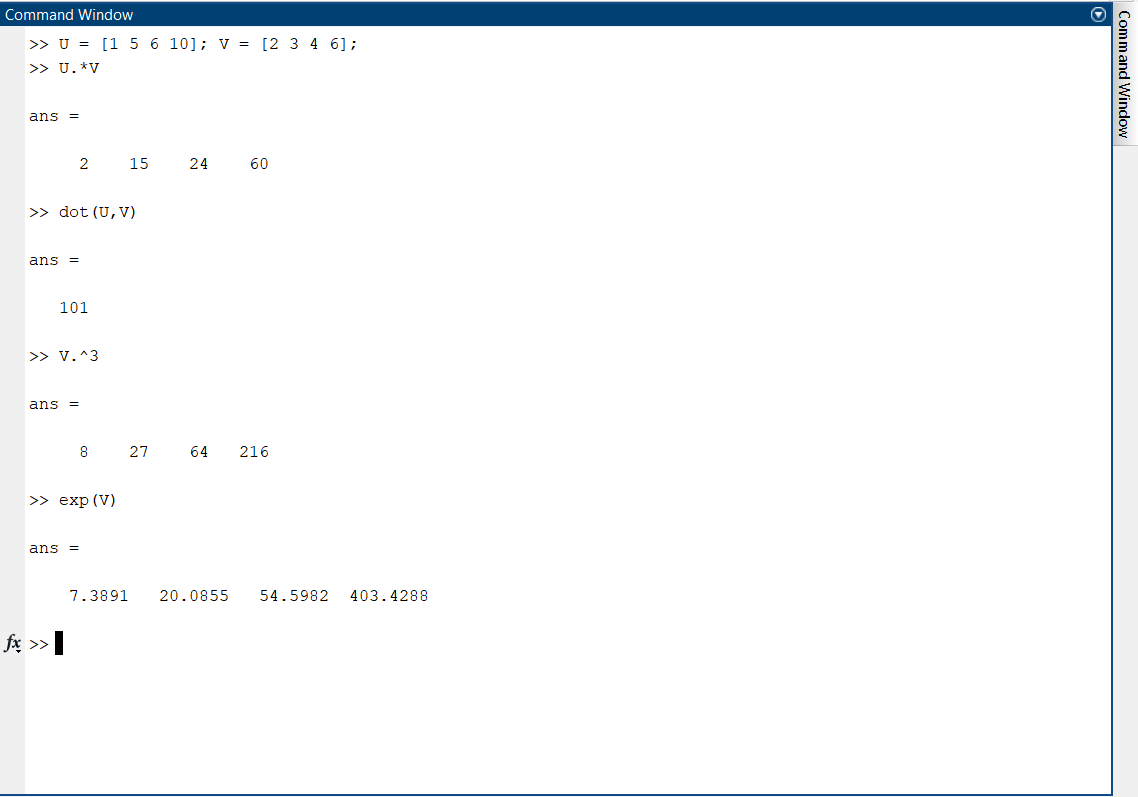 Command Window
Command Window
>> U = [1 5 6 10]; V = [2 3 4 6];
>> U.*V
ans =
2 15 24 60
>> dot(U,V)
ans =
101
>> V.^3
ans =
8 27 64 216
>> exp(V)
ans =
7.3891 20.0855 54.5982 403.4288
fx >>